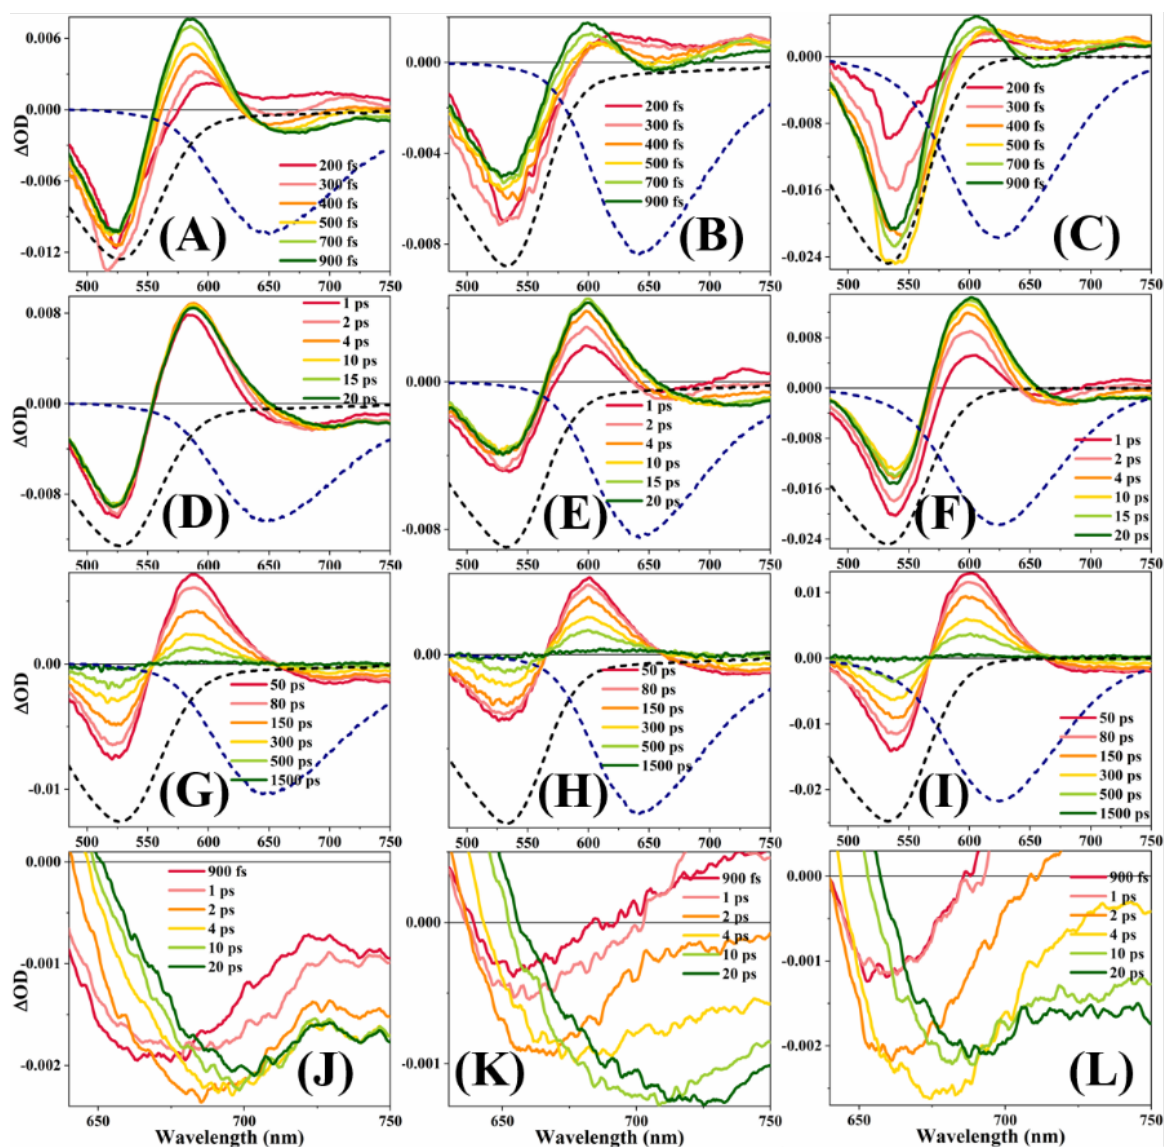 0.006
0.000
-0.006
-0.012
ΔOD
200 fs
300 fs
400 fs
500 fs
700 fs
900 fs
(A)
500 550 600 650 700 750
0.000
-0.004
-0.008
200 fs
300 fs
400 fs
500 fs
700 fs
900 fs
(B)
500 550 600 650 700 750
0.000
-0.008
-0.016
-0.024
200 fs
300 fs
400 fs
500 fs
700 fs
900 fs
(C)
500 550 600 650 700 750
0.008
0.000
-0.008
ΔOD
1 ps
2 ps
4 ps
10 ps
15 ps
20 ps
(D)
500 550 600 650 700 750
0.000
-0.008
1 ps
2 ps
4 ps
10 ps
15 ps
20 ps
(E)
500 550 600 650 700 750
0.008
0.000
-0.008
-0.016
-0.024
1 ps
2 ps
4 ps
10 ps
15 ps
20 ps
(F)
500 550 600 650 700 750
0.00
-0.01
ΔOD
50 ps
80 ps
150 ps
300 ps
500 ps
1500 ps
(G)
500 550 600 650 700 750
0.00
50 ps
80 ps
150 ps
300 ps
500 ps
1500 ps
(H)
500 550 600 650 700 750
0.01
0.00
-0.01
-0.02
50 ps
80 ps
150 ps
300 ps
500 ps
1500 ps
(I)
500 550 600 650 700 750
0.000
-0.001
-0.002
ΔOD
900 fs
1 ps
2 ps
4 ps
10 ps
20 ps
(J)
650 700 750
Wavelength (nm)
0.000
-0.001
900 fs
1 ps
2 ps
4 ps
10 ps
20 ps
(K)
650 700 750
Wavelength (nm)
0.000
-0.001
-0.002
900 fs
1 ps
2 ps
4 ps
10 ps
20 ps
(L)
650 700 750
Wavelength (nm)